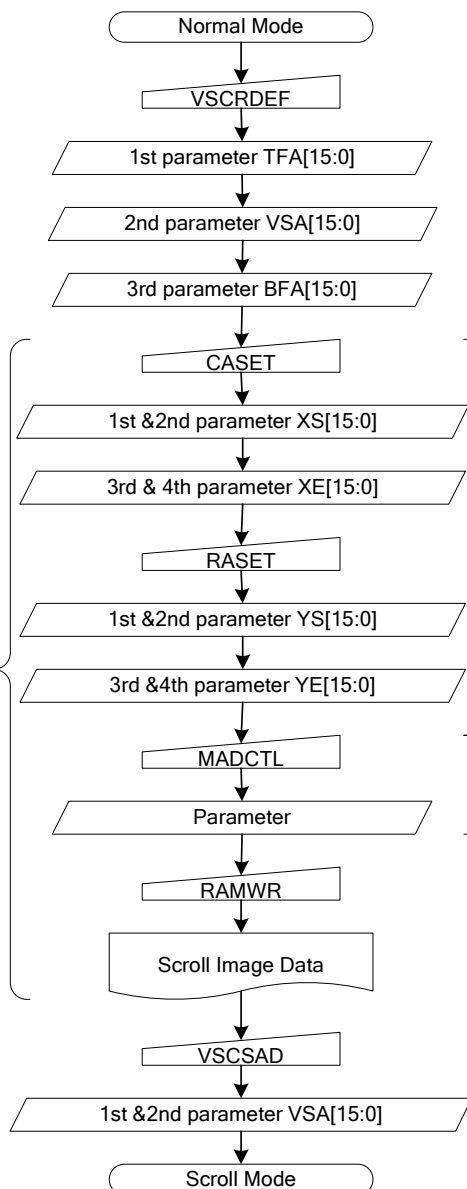 Normal Mode
VSCRDEF
1st parameter TFA[15:0]
2nd parameter VSA[15:0]
3rd parameter BFA[15:0]
CASET
1st &2nd parameter XS[15:0]
3rd & 4th parameter XE[15:0]
RASET
1st &2nd parameter YS[15:0]
3rd &4th parameter YE[15:0]
MADCTL
Parameter
RAMWR
Scroll Image Data
VSCSAD
1st &2nd parameter VSA[15:0]
Scroll Mode